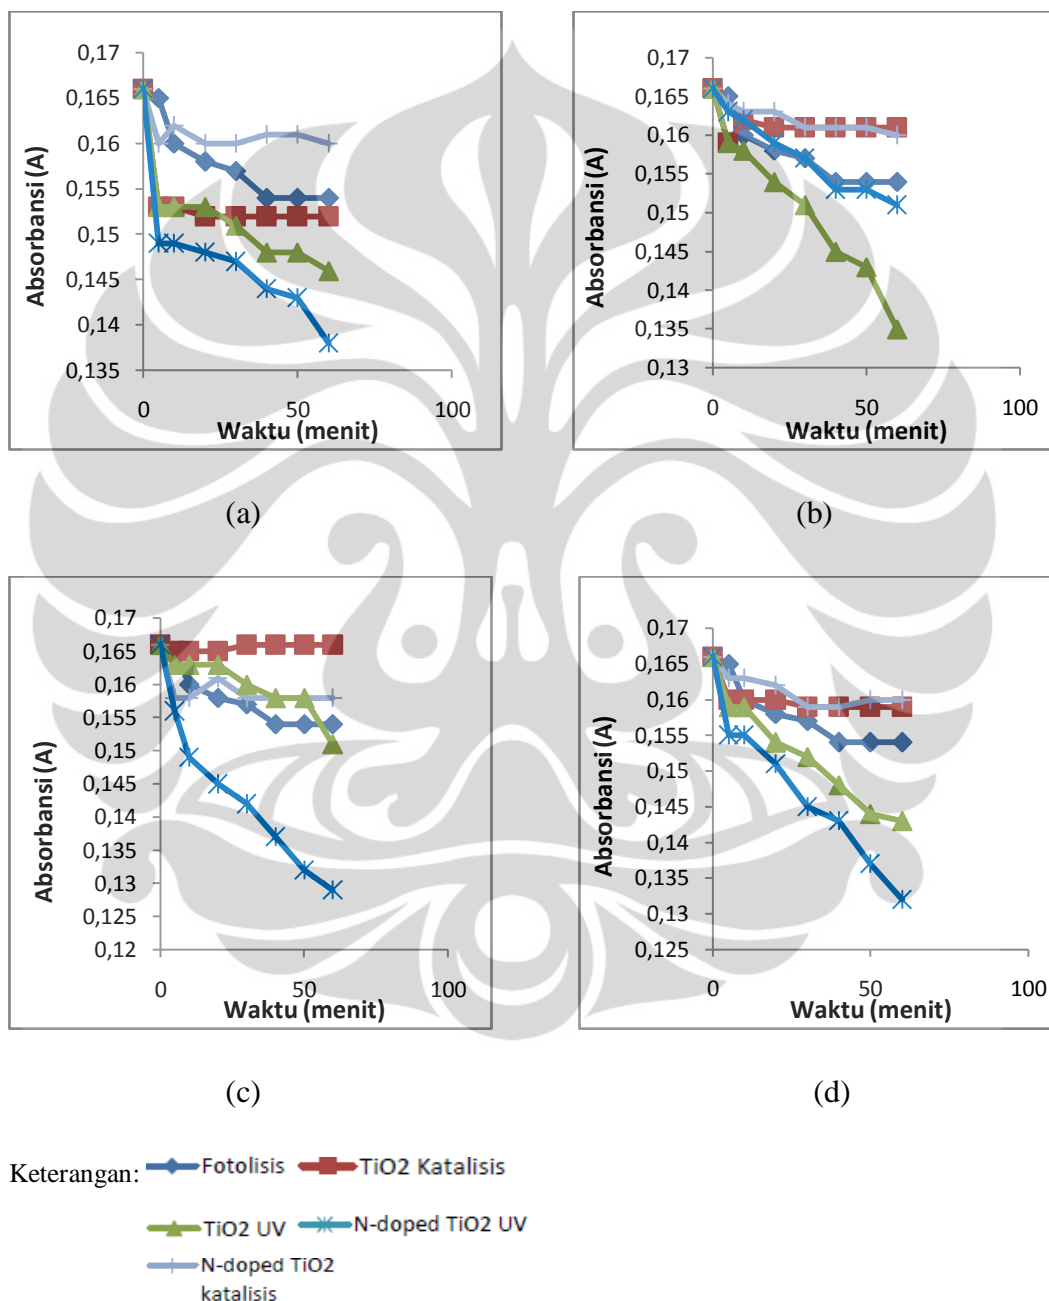 0,17
0,165
0,16
0,155
0,15
0,145
0,14
0,135
0 50 100
Absorbansi (A)
Waktu (menit)
(a)
0,17
0,165
0,16
0,155
0,15
0,145
0,14
0,135
0,13
0 50 100
Absorbansi (A)
Waktu (menit)
(b)
0,17
0,165
0,16
0,155
0,15
0,145
0,14
0,135
0,13
0,125
0,12
0 50 100
Absorbansi (A)
Waktu (menit)
(c)
0,17
0,165
0,16
0,155
0,15
0,145
0,14
0,135
0,13
0,125
0 50 100
Absorbansi (A)
Waktu (menit)
(d)
Keterangan: Fotolisis TiO2 Katalisis
TiO2 UV N-doped TiO2 UV
N-doped TiO2
katalisis